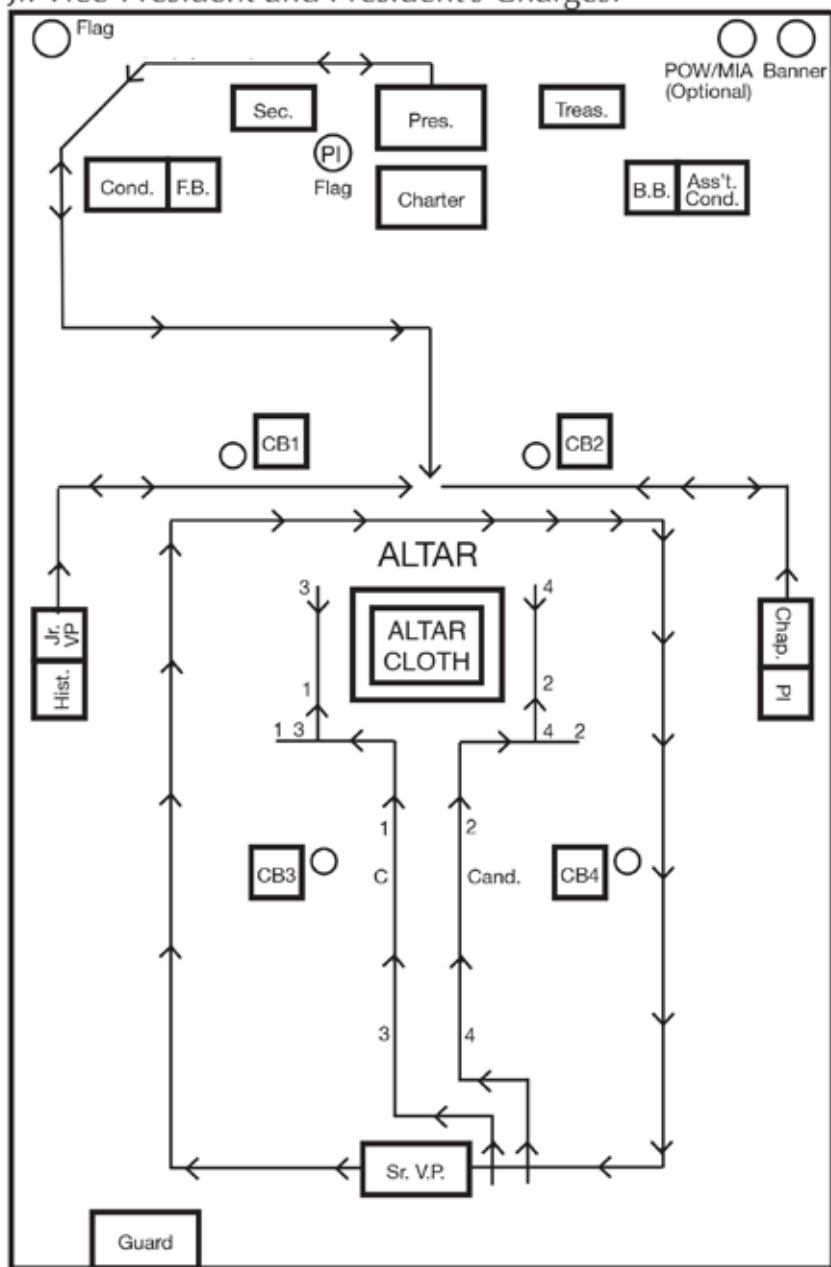 Jr. Vice President and President's Charges.
Flag
POW/MIA Banner
(Optional)
Sec.
Pres.
Treas.
PI
Flag
Cond. F.B.
Charter
B.B. Ass't.
Cond.
CB1
CB2
ALTAR
3
4
ALTAR
CLOTH
Jr.
VP
Hist.
Chap.
PI
1
2
1 3
4 2
1
2
CB3
C
Cand.
CB4
3
4
Sr. V.P.
Guard